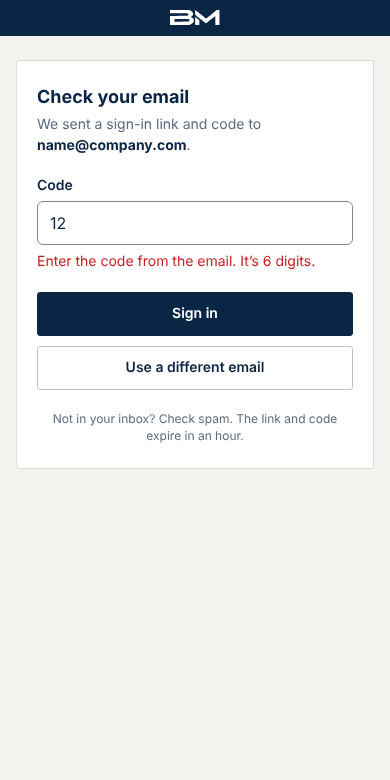 BM
Check your email
We sent a sign-in link and code to
name@company.com.
Code
12
Enter the code from the email. It’s 6 digits.
Sign in
Use a different email
Not in your inbox? Check spam. The link and code
expire in an hour.